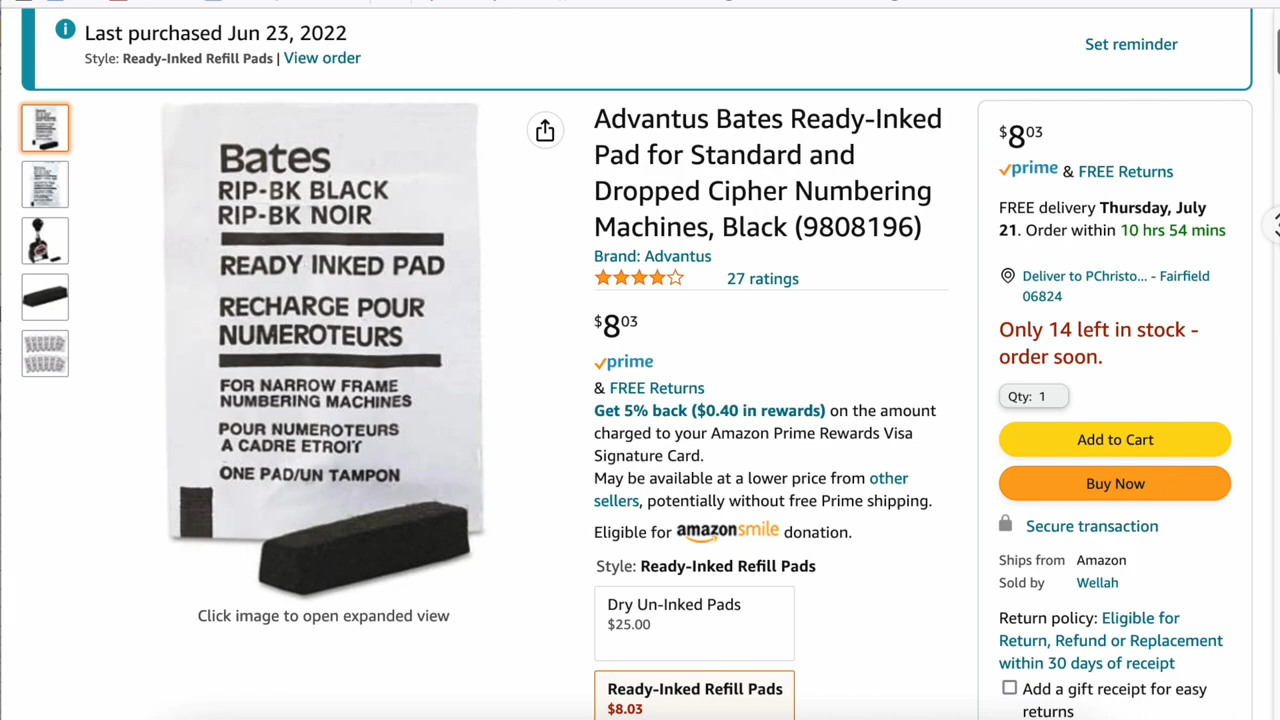 Last purchased Jun 23, 2022
Style: Ready-Inked Refill Pads | View order
Set reminder
Bates
RIP-BK BLACK
RIP-BK NOIR
READY INKED PAD
RECHARGE POUR
NUMEROTEURS
FOR NARROW FRAME
NUMBERING MACHINES
POUR NUMEROTEURS
A CADRE ETROIT
ONE PAD/UN TAMPON
Click image to open expanded view
Advantus Bates Ready-Inked
Pad for Standard and
Dropped Cipher Numbering
Machines, Black (9808196)
Brand: Advantus
27 ratings
$803
prime
& FREE Returns
Get 5% back ($0.40 in rewards) on the amount
charged to your Amazon Prime Rewards Visa
Signature Card.
May be available at a lower price from other
sellers, potentially without free Prime shipping.
Eligible for amazonsmile donation.
Style: Ready-Inked Refill Pads
Dry Un-Inked Pads
$25.00
Ready-Inked Refill Pads
$8.03
$803
prime & FREE Returns
FREE delivery Thursday, July
21. Order within 10 hrs 54 mins
Deliver to PChristo... - Fairfield
06824
Only 14 left in stock -
order soon.
Qty: 1
Add to Cart
Buy Now
Secure transaction
Ships from Amazon
Sold by Wellah
Return policy: Eligible for
Return, Refund or Replacement
within 30 days of receipt
Add a gift receipt for easy
returns